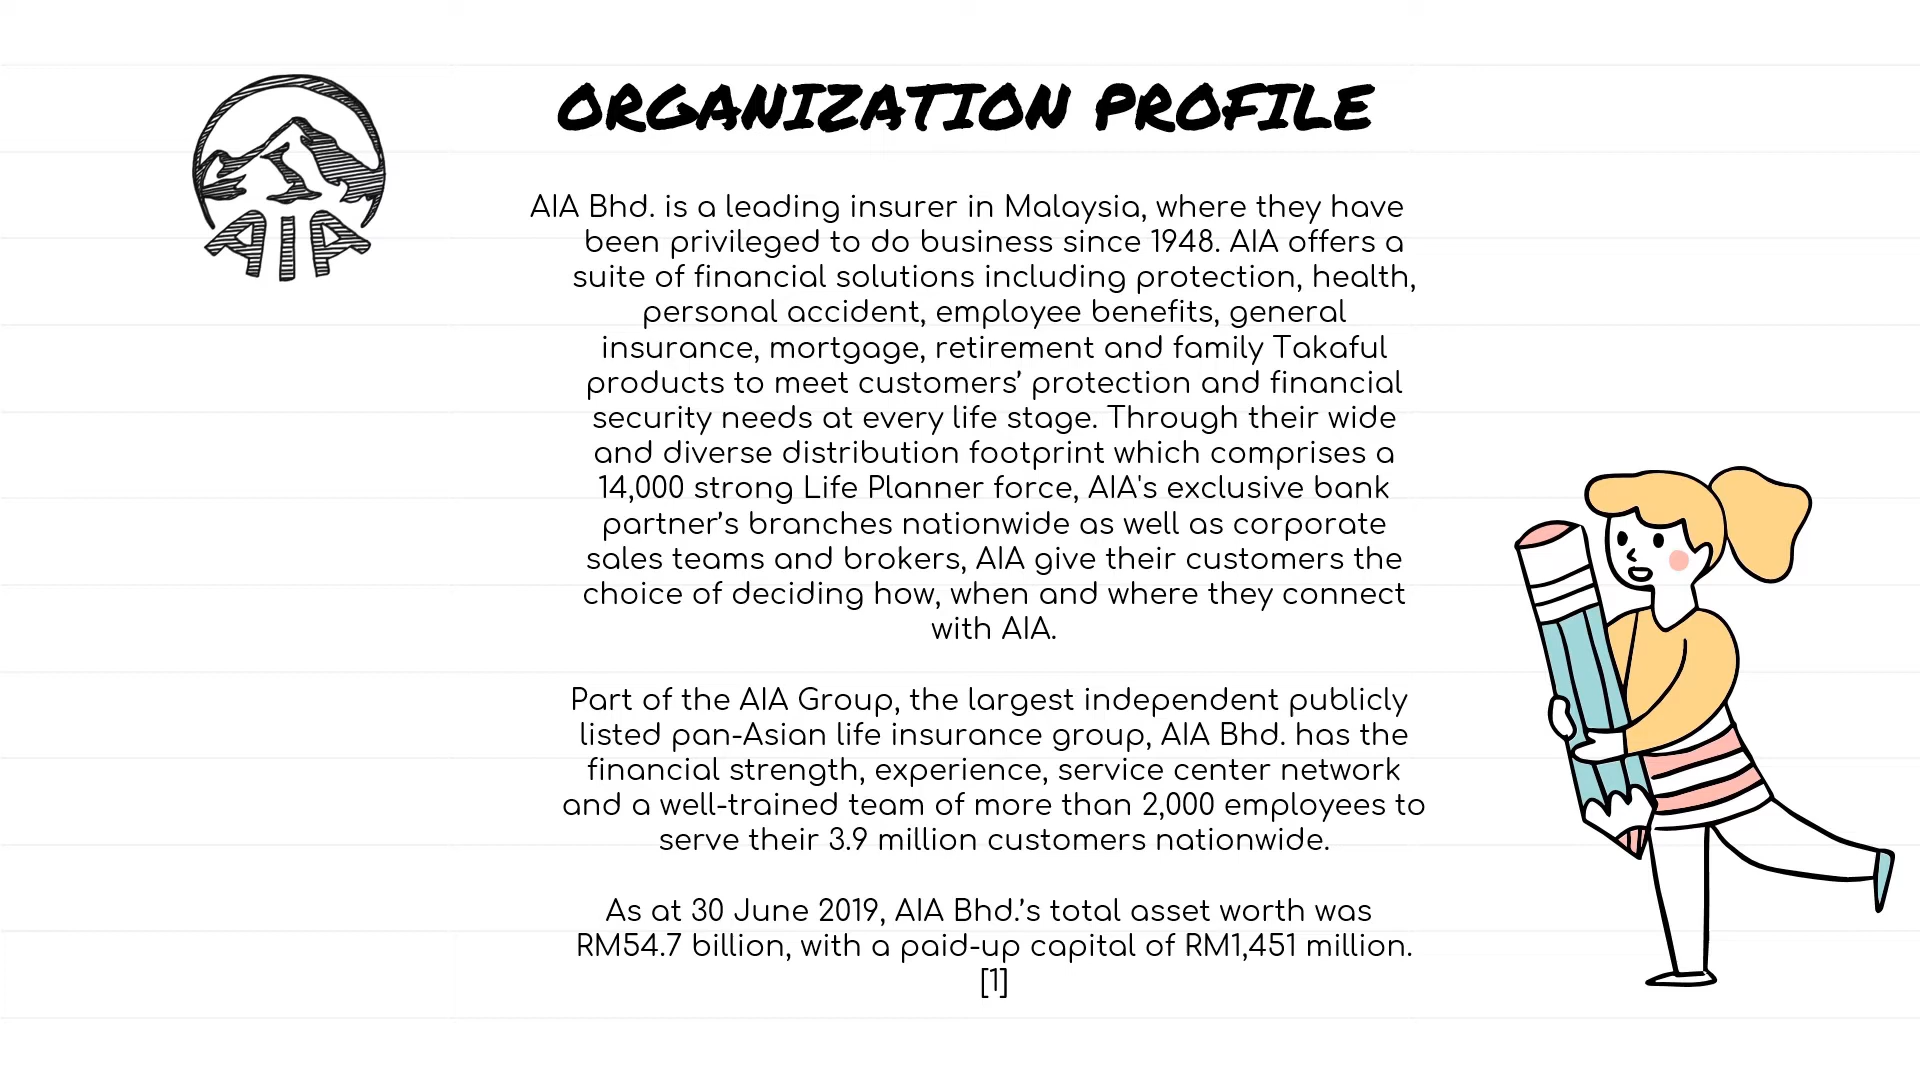 AIA
ORGANIZATION PROFILE
AIA Bhd. is a leading insurer in Malaysia, where they have
been privileged to do business since 1948. AIA offers a
suite of financial solutions including protection, health,
personal accident, employee benefits, general
insurance, mortgage, retirement and family Takaful
products to meet customers’ protection and financial
security needs at every life stage. Through their wide
and diverse distribution footprint which comprises a
14,000 strong Life Planner force, AIA's exclusive bank
partner’s branches nationwide as well as corporate
sales teams and brokers, AIA give their customers the
choice of deciding how, when and where they connect
with AIA.
Part of the AIA Group, the largest independent publicly
listed pan-Asian life insurance group, AIA Bhd. has the
financial strength, experience, service center network
and a well-trained team of more than 2,000 employees to
serve their 3.9 million customers nationwide.
As at 30 June 2019, AIA Bhd.’s total asset worth was
RM54.7 billion, with a paid-up capital of RM1,451 million.
[1]